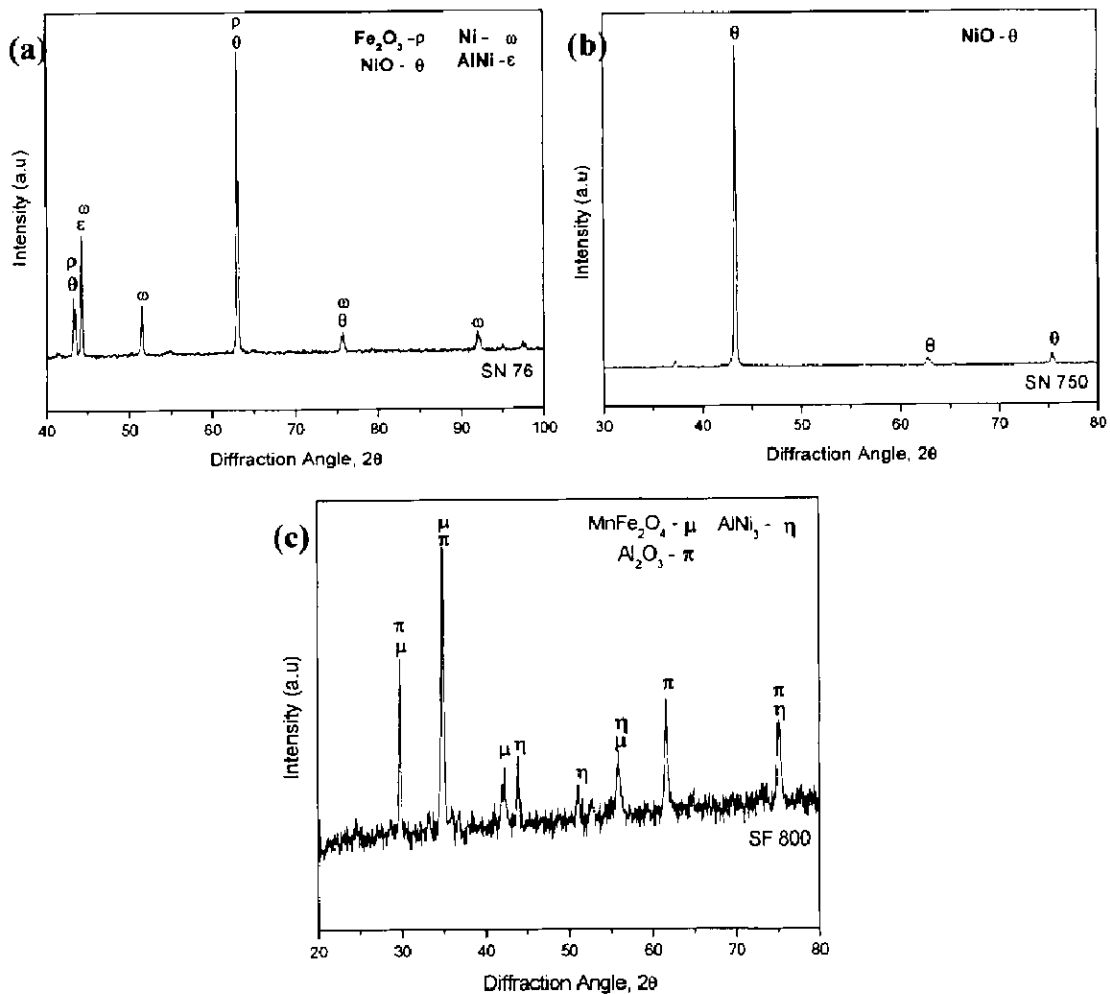 (a)
Fe₂O₃ -ρ Ni - ω
NiO - θ AlNi -ε
ρ
θ
ω
ε
ρ
θ
ω
ω
θ
ω
Intensity (a.u)
SN 76
40 50 60 70 80 90 100
Diffraction Angle, 2θ
(b)
NiO -θ
θ
θ
θ
Intensity (a.u)
SN 750
30 40 50 60 70 80
Diffraction Angle, 2θ
(c)
MnFe₂O₄ - μ AlNi₃ - η
Al₂O₃ - π
μ
π
π
μ
μ
η
η
η
μ
π
π
η
Intensity (a.u)
SF 800
20 30 40 50 60 70 80
Diffraction Angle, 2θ